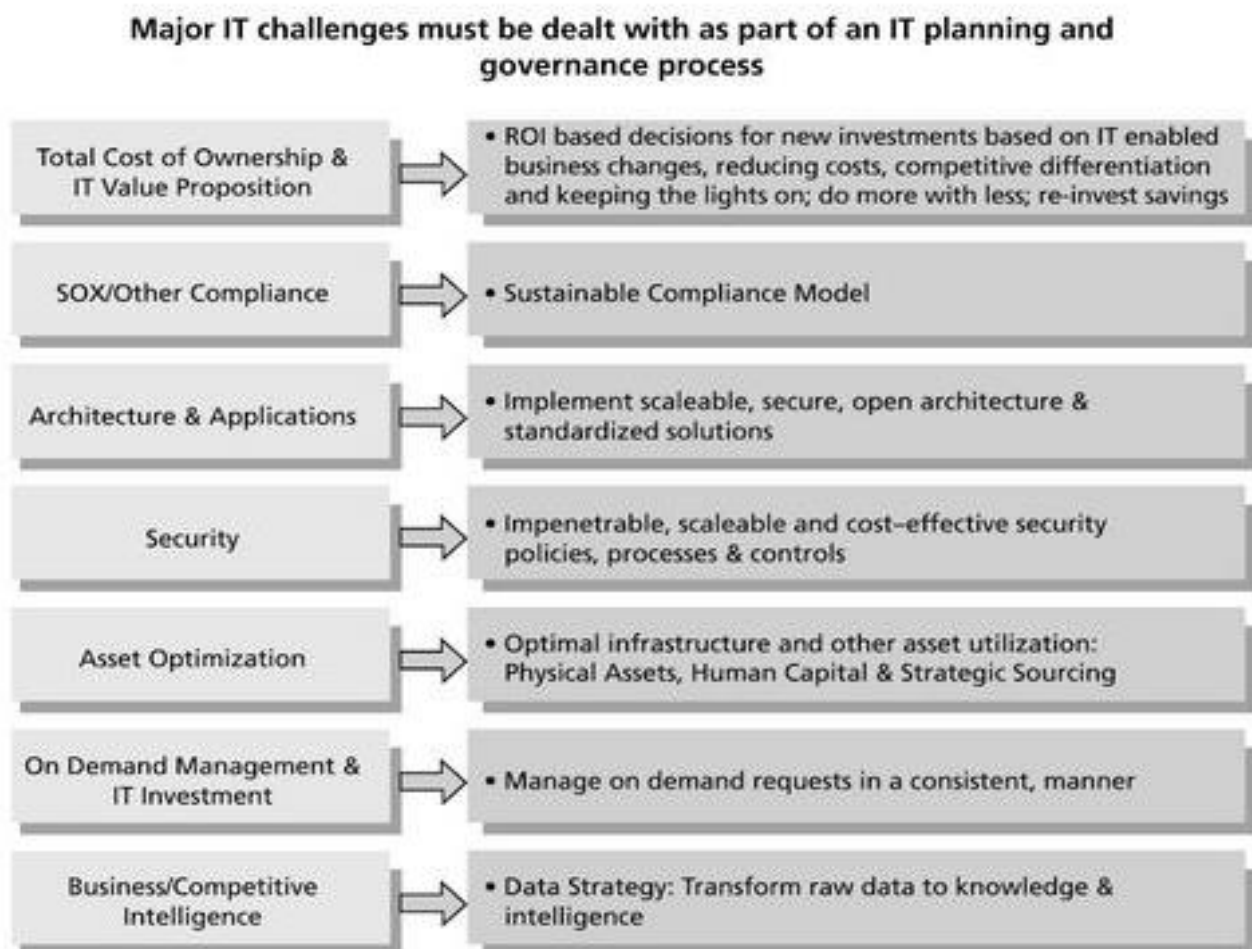 Major IT challenges must be dealt with as part of an IT planning and
governance process
Total Cost of Ownership &
IT Value Proposition
• ROI based decisions for new investments based on IT enabled
business changes, reducing costs, competitive differentiation
and keeping the lights on; do more with less; re-invest savings
SOX/Other Compliance
• Sustainable Compliance Model
Architecture & Applications
• Implement scaleable, secure, open architecture &
standardized solutions
Security
• Impenetrable, scaleable and cost–effective security
policies, processes & controls
Asset Optimization
• Optimal infrastructure and other asset utilization:
Physical Assets, Human Capital & Strategic Sourcing
On Demand Management &
IT Investment
• Manage on demand requests in a consistent, manner
Business/Competitive
Intelligence
• Data Strategy: Transform raw data to knowledge &
intelligence